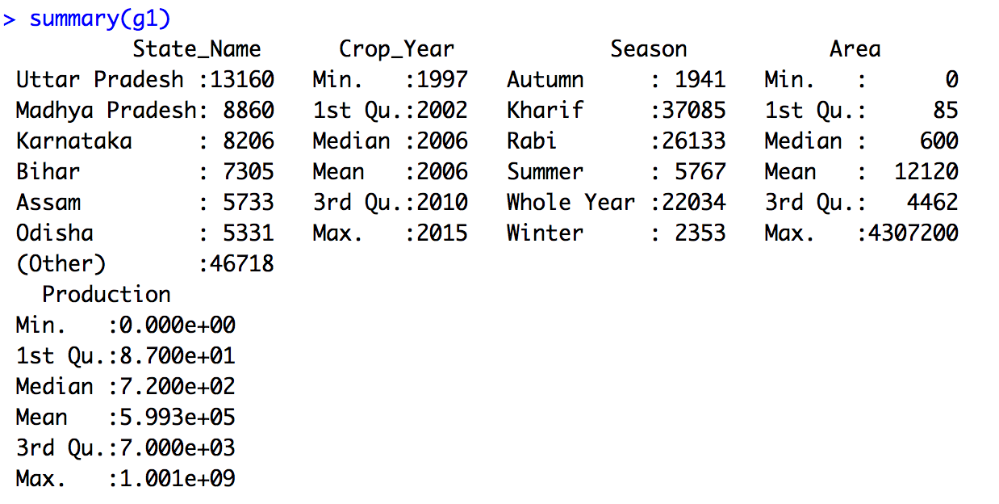 > summary(g1)
          State_Name      Crop_Year            Season           Area        
 Uttar Pradesh :13160   Min.   :1997   Autumn     : 1941   Min.   :      0  
 Madhya Pradesh: 8860   1st Qu.:2002   Kharif     :37085   1st Qu.:     85  
 Karnataka     : 8206   Median :2006   Rabi       :26133   Median :    600  
 Bihar         : 7305   Mean   :2006   Summer     : 5767   Mean   :  12120  
 Assam         : 5733   3rd Qu.:2010   Whole Year :22034   3rd Qu.:   4462  
 Odisha        : 5331   Max.   :2015   Winter     : 2353   Max.   :4307200  
 (Other)       :46718
   Production
 Min.   :0.000e+00
 1st Qu.:8.700e+01
 Median :7.200e+02
 Mean   :5.993e+05
 3rd Qu.:7.000e+03
 Max.   :1.001e+09